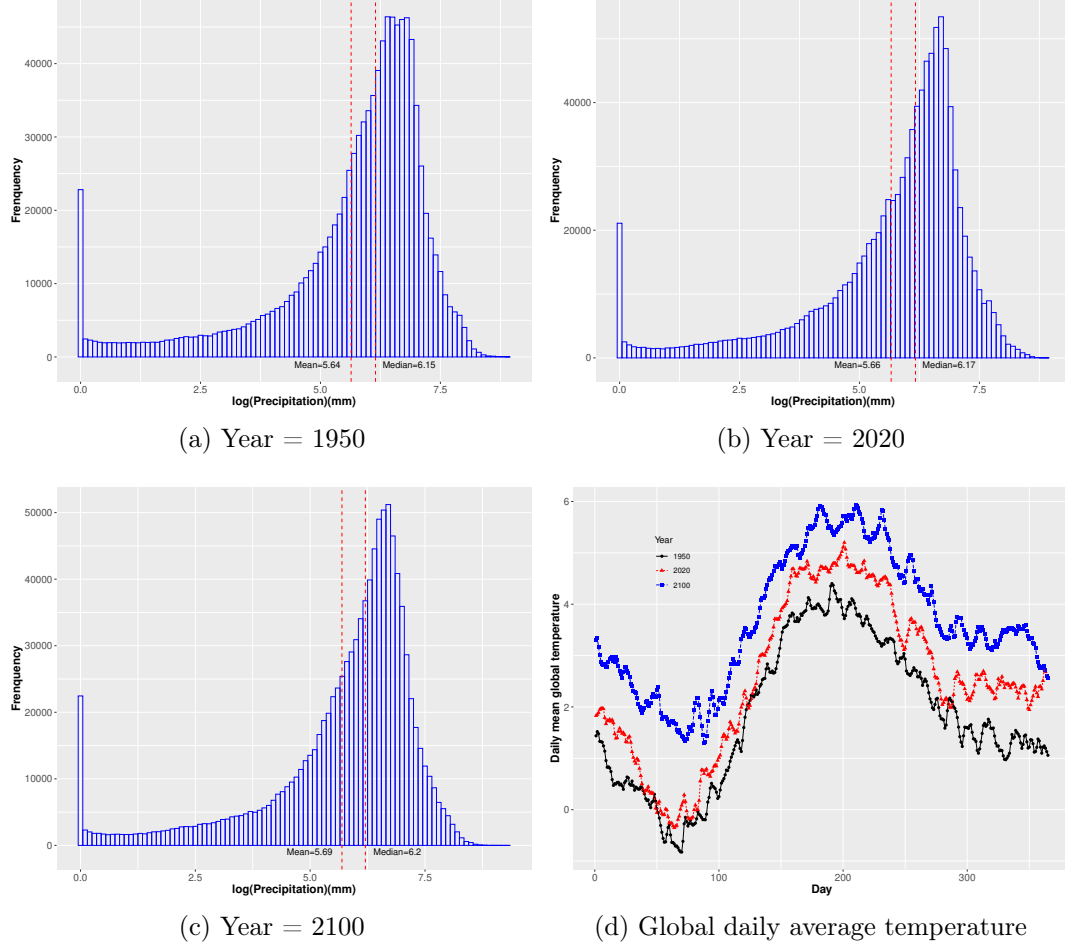 Frenquency
40000
30000
20000
10000
0
Mean=5.64
Median=6.15
0.0
2.5
5.0
7.5
log(Precipitation)(mm)
(a) Year = 1950
Frenquency
40000
20000
0
Mean=5.66
Median=6.17
0.0
2.5
5.0
7.5
log(Precipitation)(mm)
(b) Year = 2020
Frenquency
50000
40000
30000
20000
10000
0
Mean=5.69
Median=6.2
0.0
2.5
5.0
7.5
log(Precipitation)(mm)
(c) Year = 2100
Daily mean global temperature
6
4
2
0
Year
1950
2020
2100
0
100
200
300
Day
(d) Global daily average temperature